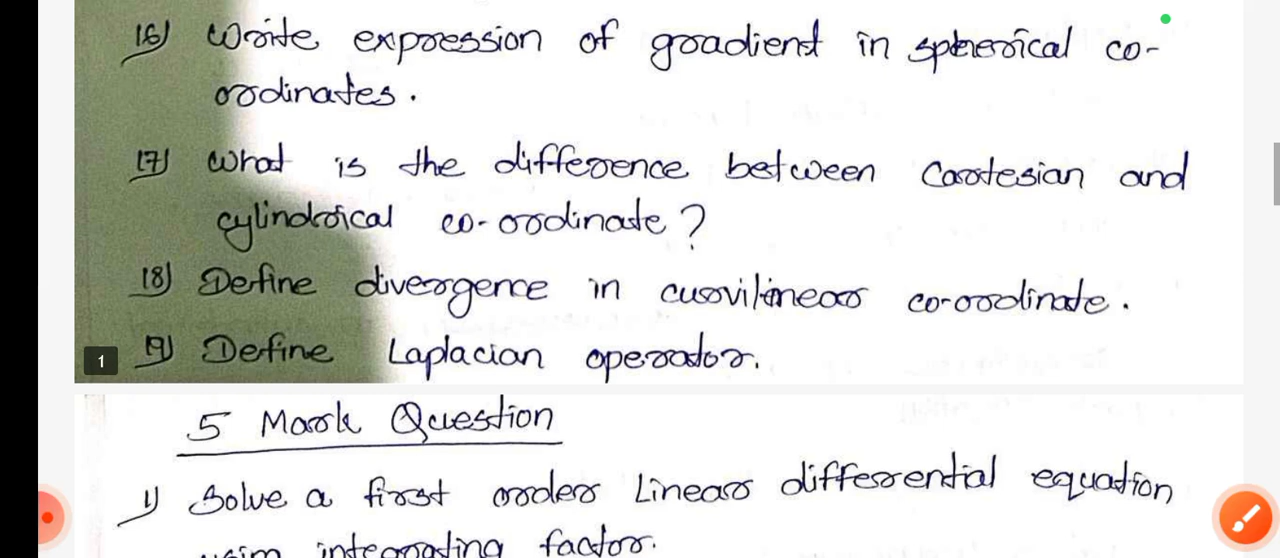 16) Write expression of gradient in spherical co-
ordinates.
17) What is the difference between Cartesian and
cylindrical co-ordinate?
18) Define divergence in curvilinear co-ordinate.
19) Define Laplacian operator.
1
5 Mark Question
1) Solve a first order Linear differential equation
using integrating factor.